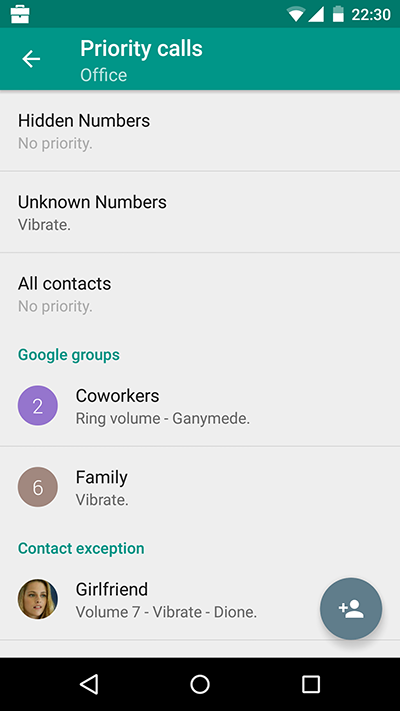 22:30
Priority calls
Office
Hidden Numbers
No priority.
Unknown Numbers
Vibrate.
All contacts
No priority.
Google groups
2
Coworkers
Ring volume - Ganymede.
6
Family
Vibrate.
Contact exception
Girlfriend
Volume 7 - Vibrate - Dione.